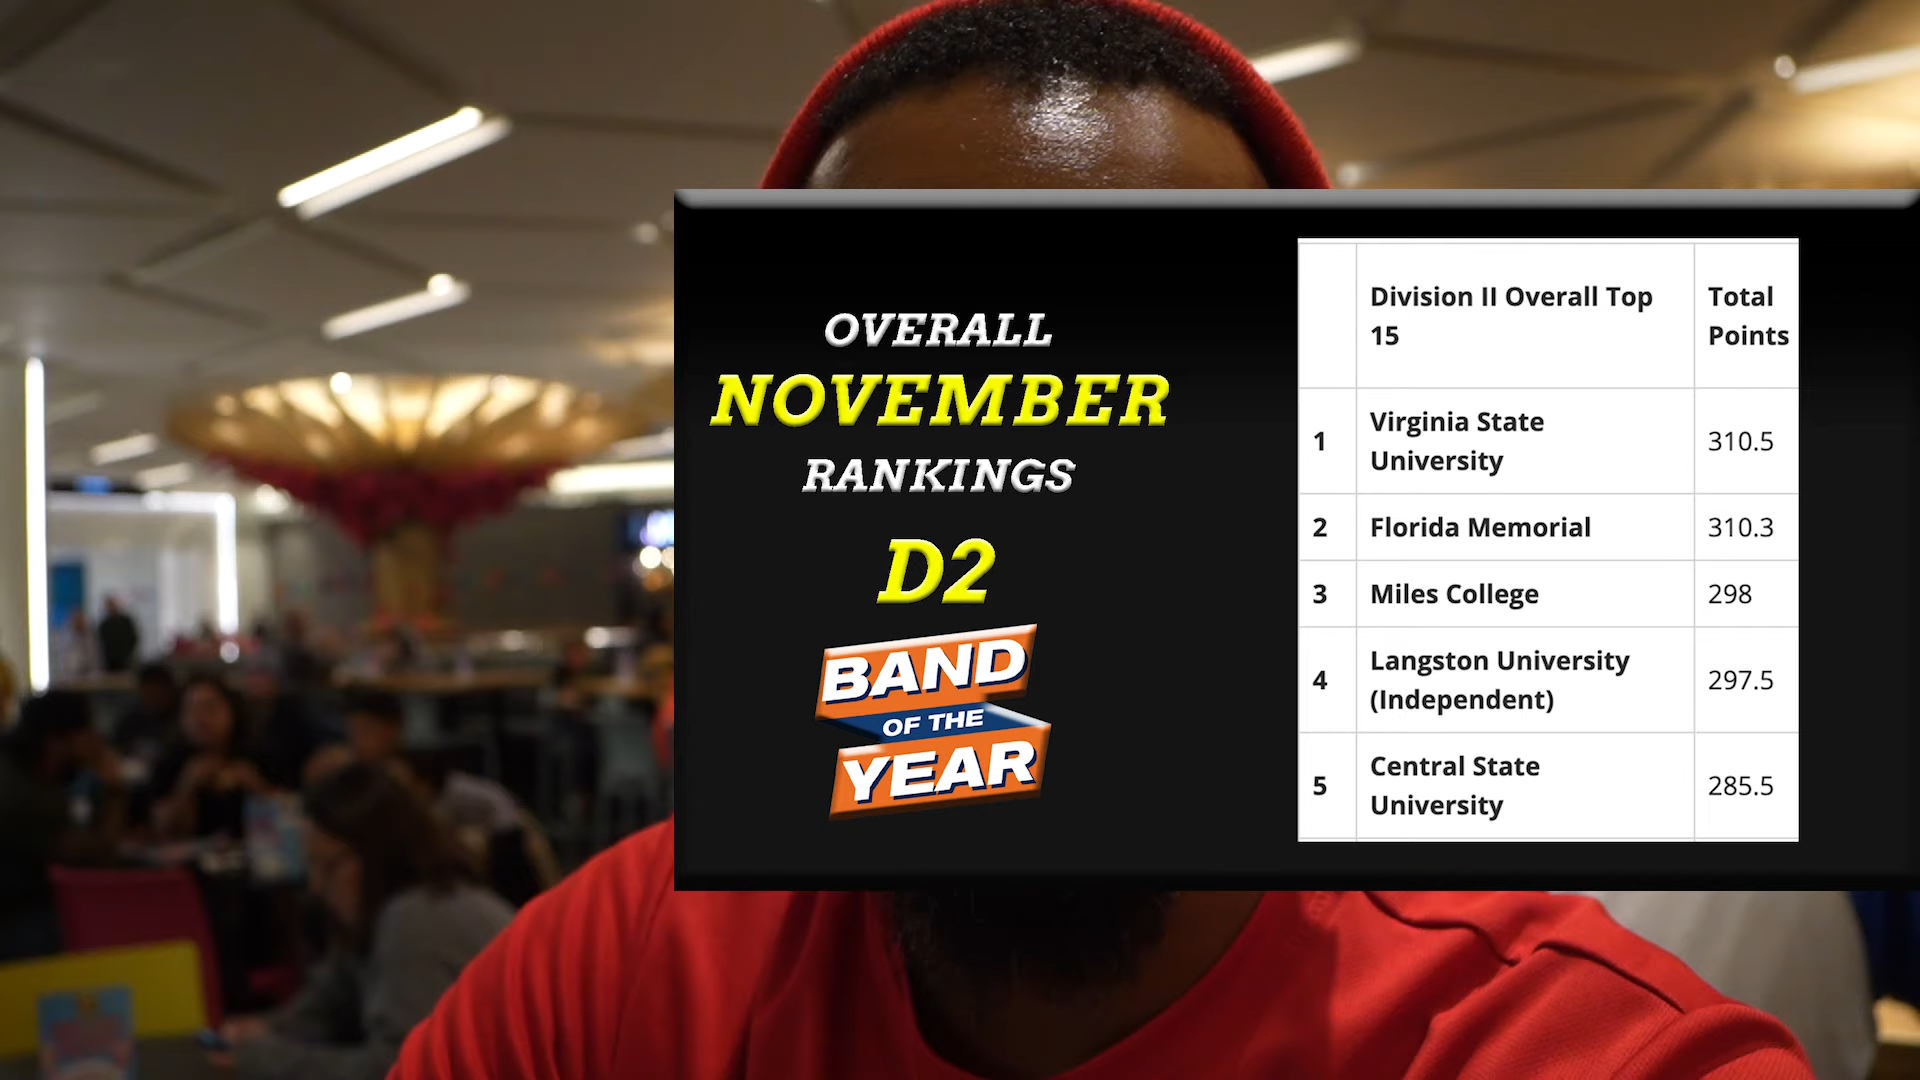 OVERALL
NOVEMBER
RANKINGS
D2
BAND
OF THE
YEAR
Division II Overall Top
15
Total
Points
1
Virginia State
University
310.5
2
Florida Memorial
310.3
3
Miles College
298
4
Langston University
(Independent)
297.5
5
Central State
University
285.5